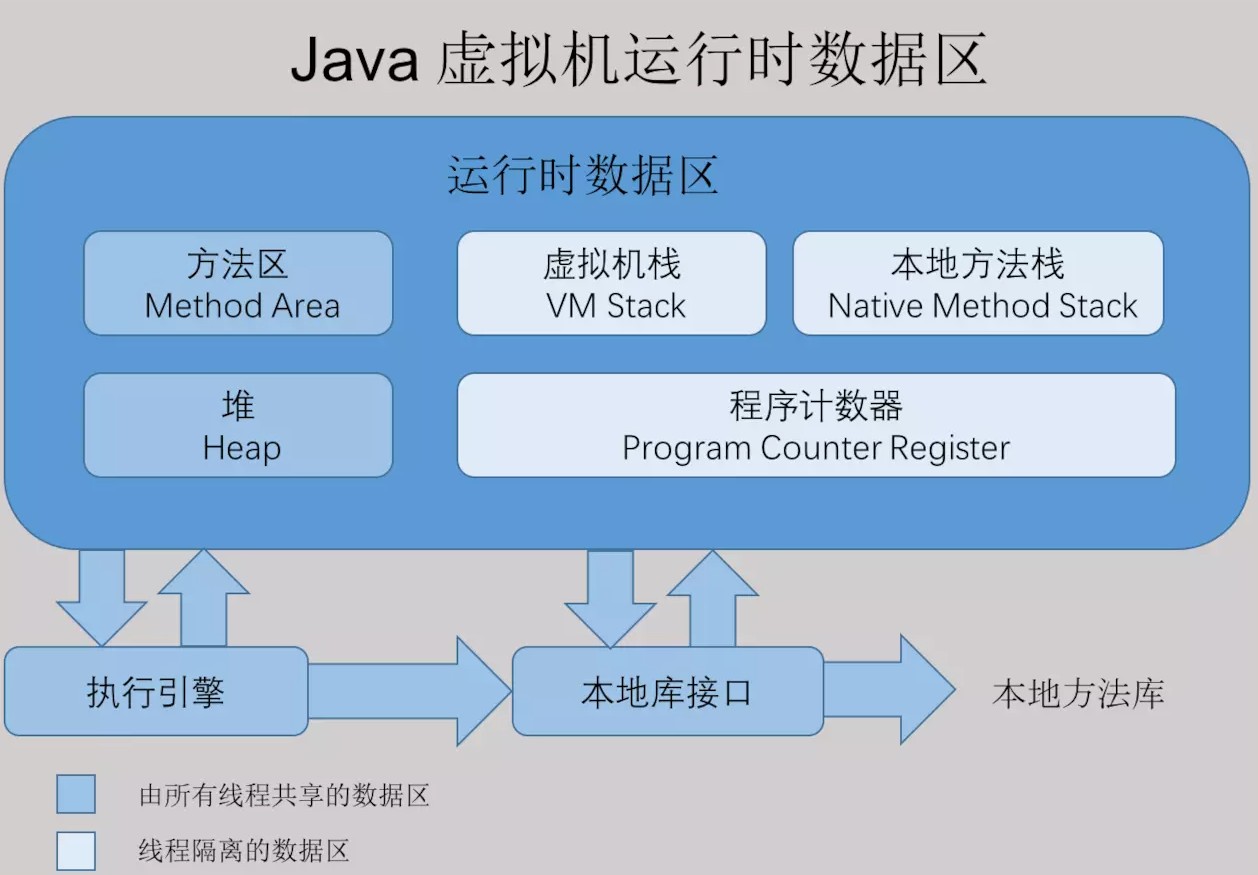 Java 虚拟机运行时数据区
运行时数据区
方法区
Method Area
虚拟机栈
VM Stack
本地方法栈
Native Method Stack
堆
Heap
程序计数器
Program Counter Register
执行引擎
本地库接口
本地方法库
由所有线程共享的数据区
线程隔离的数据区